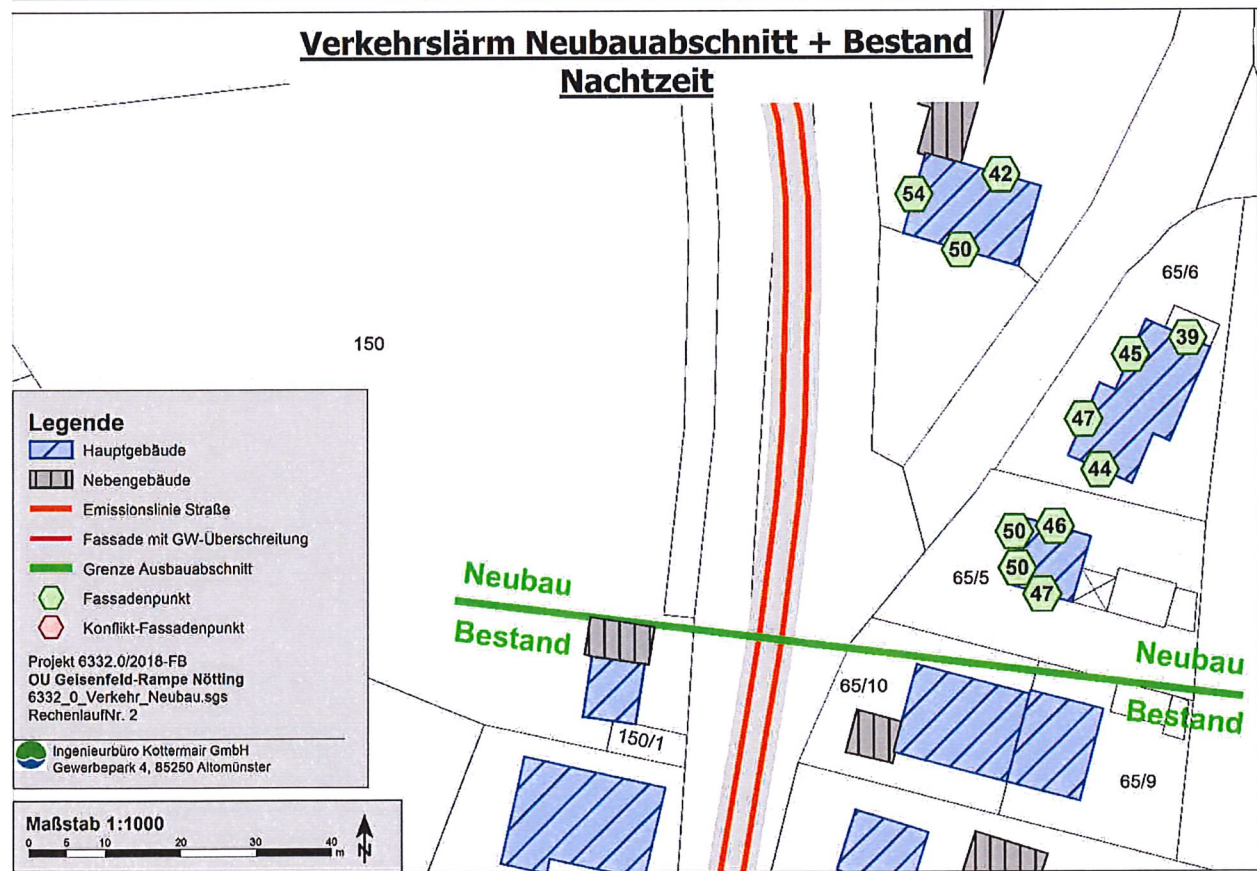 Verkehrslärm Neubauabschnitt + Bestand
Nachtzeit
42
54
50
65/6
150
39
45
47
44
50
46
50
65/5
47
Neubau
Bestand
Neubau
Bestand
65/10
150/1
65/9
Legende
Hauptgebäude
Nebengebäude
Emissionslinie Straße
Fassade mit GW-Überschreitung
Grenze Ausbauabschnitt
Fassadenpunkt
Konflikt-Fassadenpunkt
Projekt 6332.0/2018-FB
OU Geisenfeld-Rampe Nötting
6332_0_Verkehr_Neubau.sgs
RechenlaufNr. 2
Ingenieurbüro Kottermair GmbH
Gewerbepark 4, 85250 Altomünster
Maßstab 1:1000
0 5 10 20 30 40 m
N